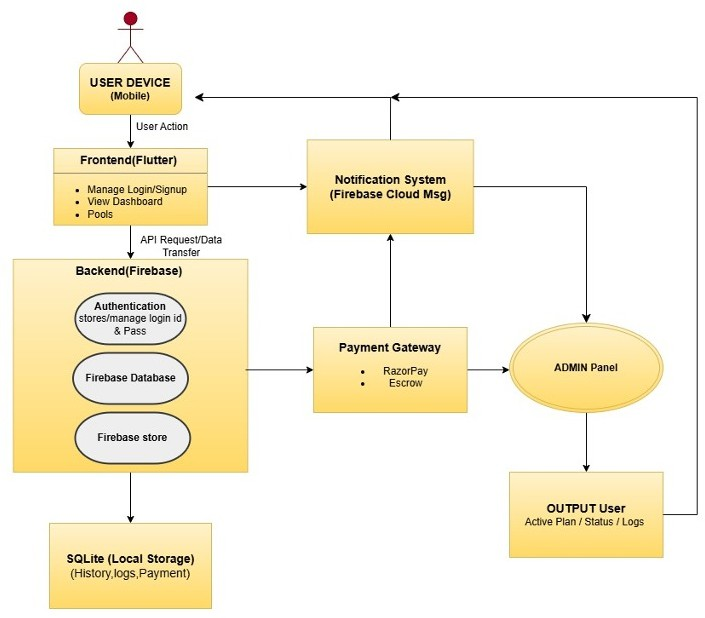 USER DEVICE
(Mobile)
User Action
Frontend(Flutter)
Manage Login/Signup
View Dashboard
Pools
API Request/Data
Transfer
Backend(Firebase)
Authentication
stores/manage login id
& Pass
Firebase Database
Firebase store
SQLite (Local Storage)
(History,logs,Payment)
Notification System
(Firebase Cloud Msg)
Payment Gateway
RazorPay
Escrow
ADMIN Panel
OUTPUT User
Active Plan / Status / Logs